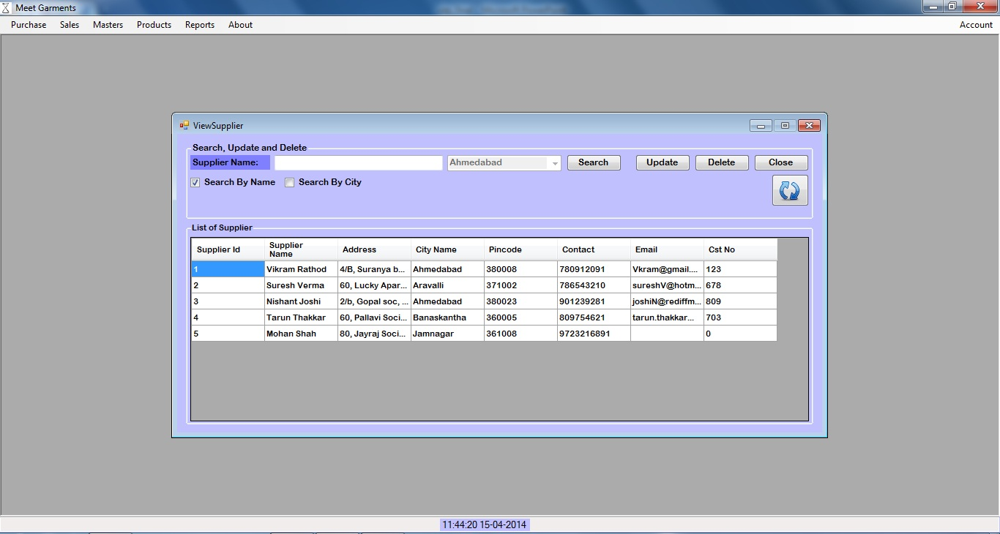 Meet Garments
Purchase Sales Masters Products Reports About Account
ViewSupplier
Search, Update and Delete
Supplier Name: Ahmedabad Search Update Delete Close
Search By Name Search By City
List of Supplier
Supplier Id Supplier Name Address City Name Pincode Contact Email Cst No
1 Vikram Rathod 4/B, Suranya b... Ahmedabad 380008 780912091 Vkram@gmail.... 123
2 Suresh Verma 60, Lucky Apar... Aravalli 371002 786543210 sureshV@hotm... 678
3 Nishant Joshi 2/b, Gopal soc, ... Ahmedabad 380023 901239281 joshiN@rediffm... 809
4 Tarun Thakkar 60, Pallavi Soci... Banaskantha 360005 809754621 tarun.thakkar... 703
5 Mohan Shah 80, Jayraj Soci... Jamnagar 361008 9723216891 0
11:44:20 15-04-2014